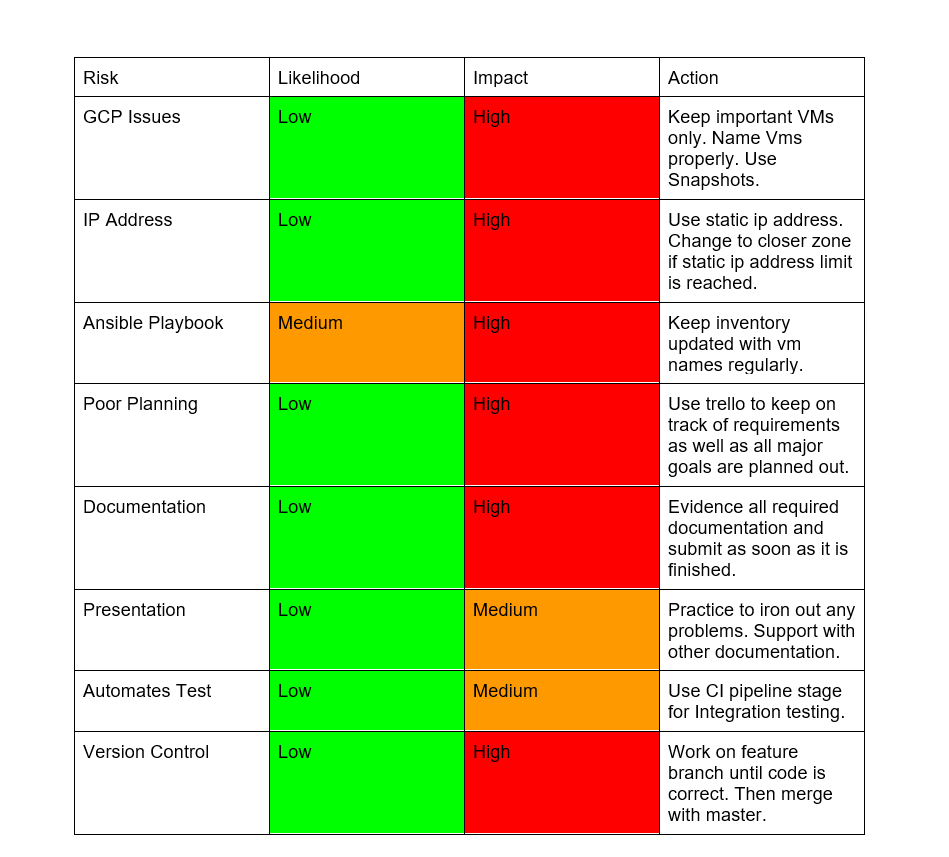 Risk Likelihood Impact Action
GCP Issues Low High Keep important VMs
only. Name Vms
properly. Use
Snapshots.
IP Address Low High Use static ip address.
Change to closer zone
if static ip address limit
is reached.
Ansible Playbook Medium High Keep inventory
updated with vm
names regularly.
Poor Planning Low High Use trello to keep on
track of requirements
as well as all major
goals are planned out.
Documentation Low High Evidence all required
documentation and
submit as soon as it is
finished.
Presentation Low Medium Practice to iron out any
problems. Support with
other documentation.
Automates Test Low Medium Use CI pipeline stage
for Integration testing.
Version Control Low High Work on feature
branch until code is
correct. Then merge
with master.